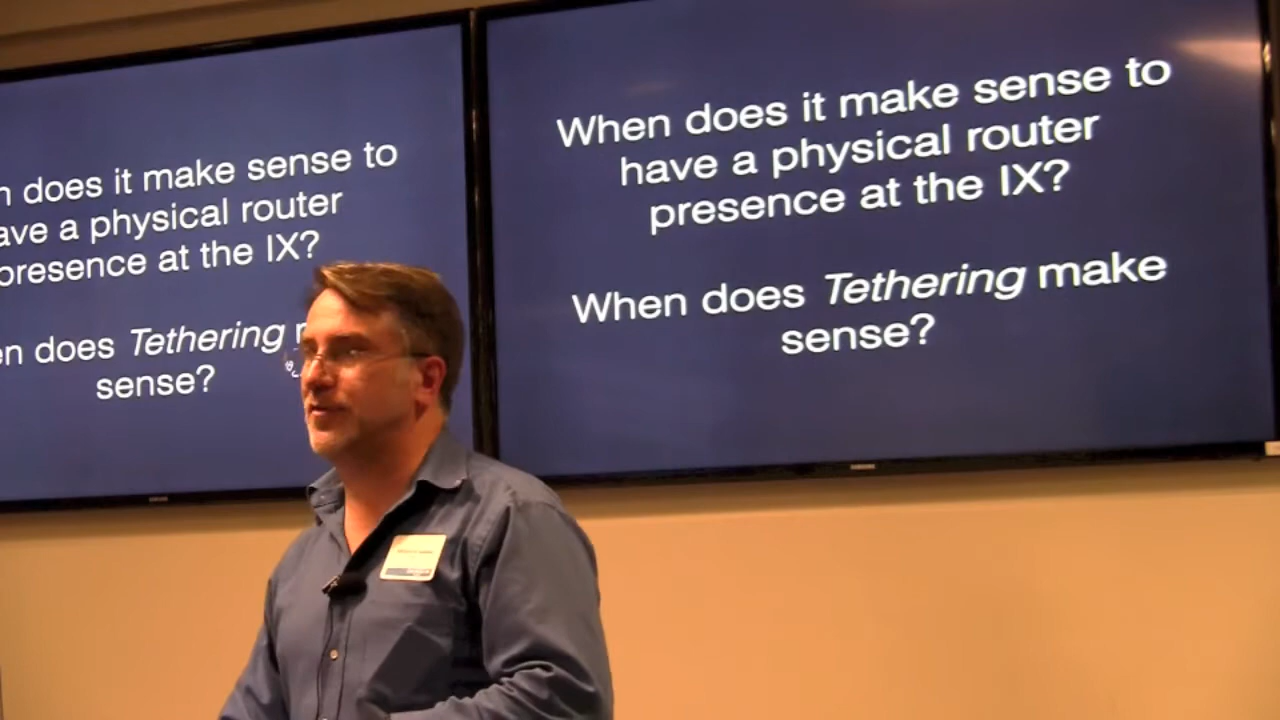 n does it make sense to
ave a physical router
presence at the IX?
en does Tethering
sense?
When does it make sense to
have a physical router
presence at the IX?
When does Tethering make
sense?
SAMSUNG